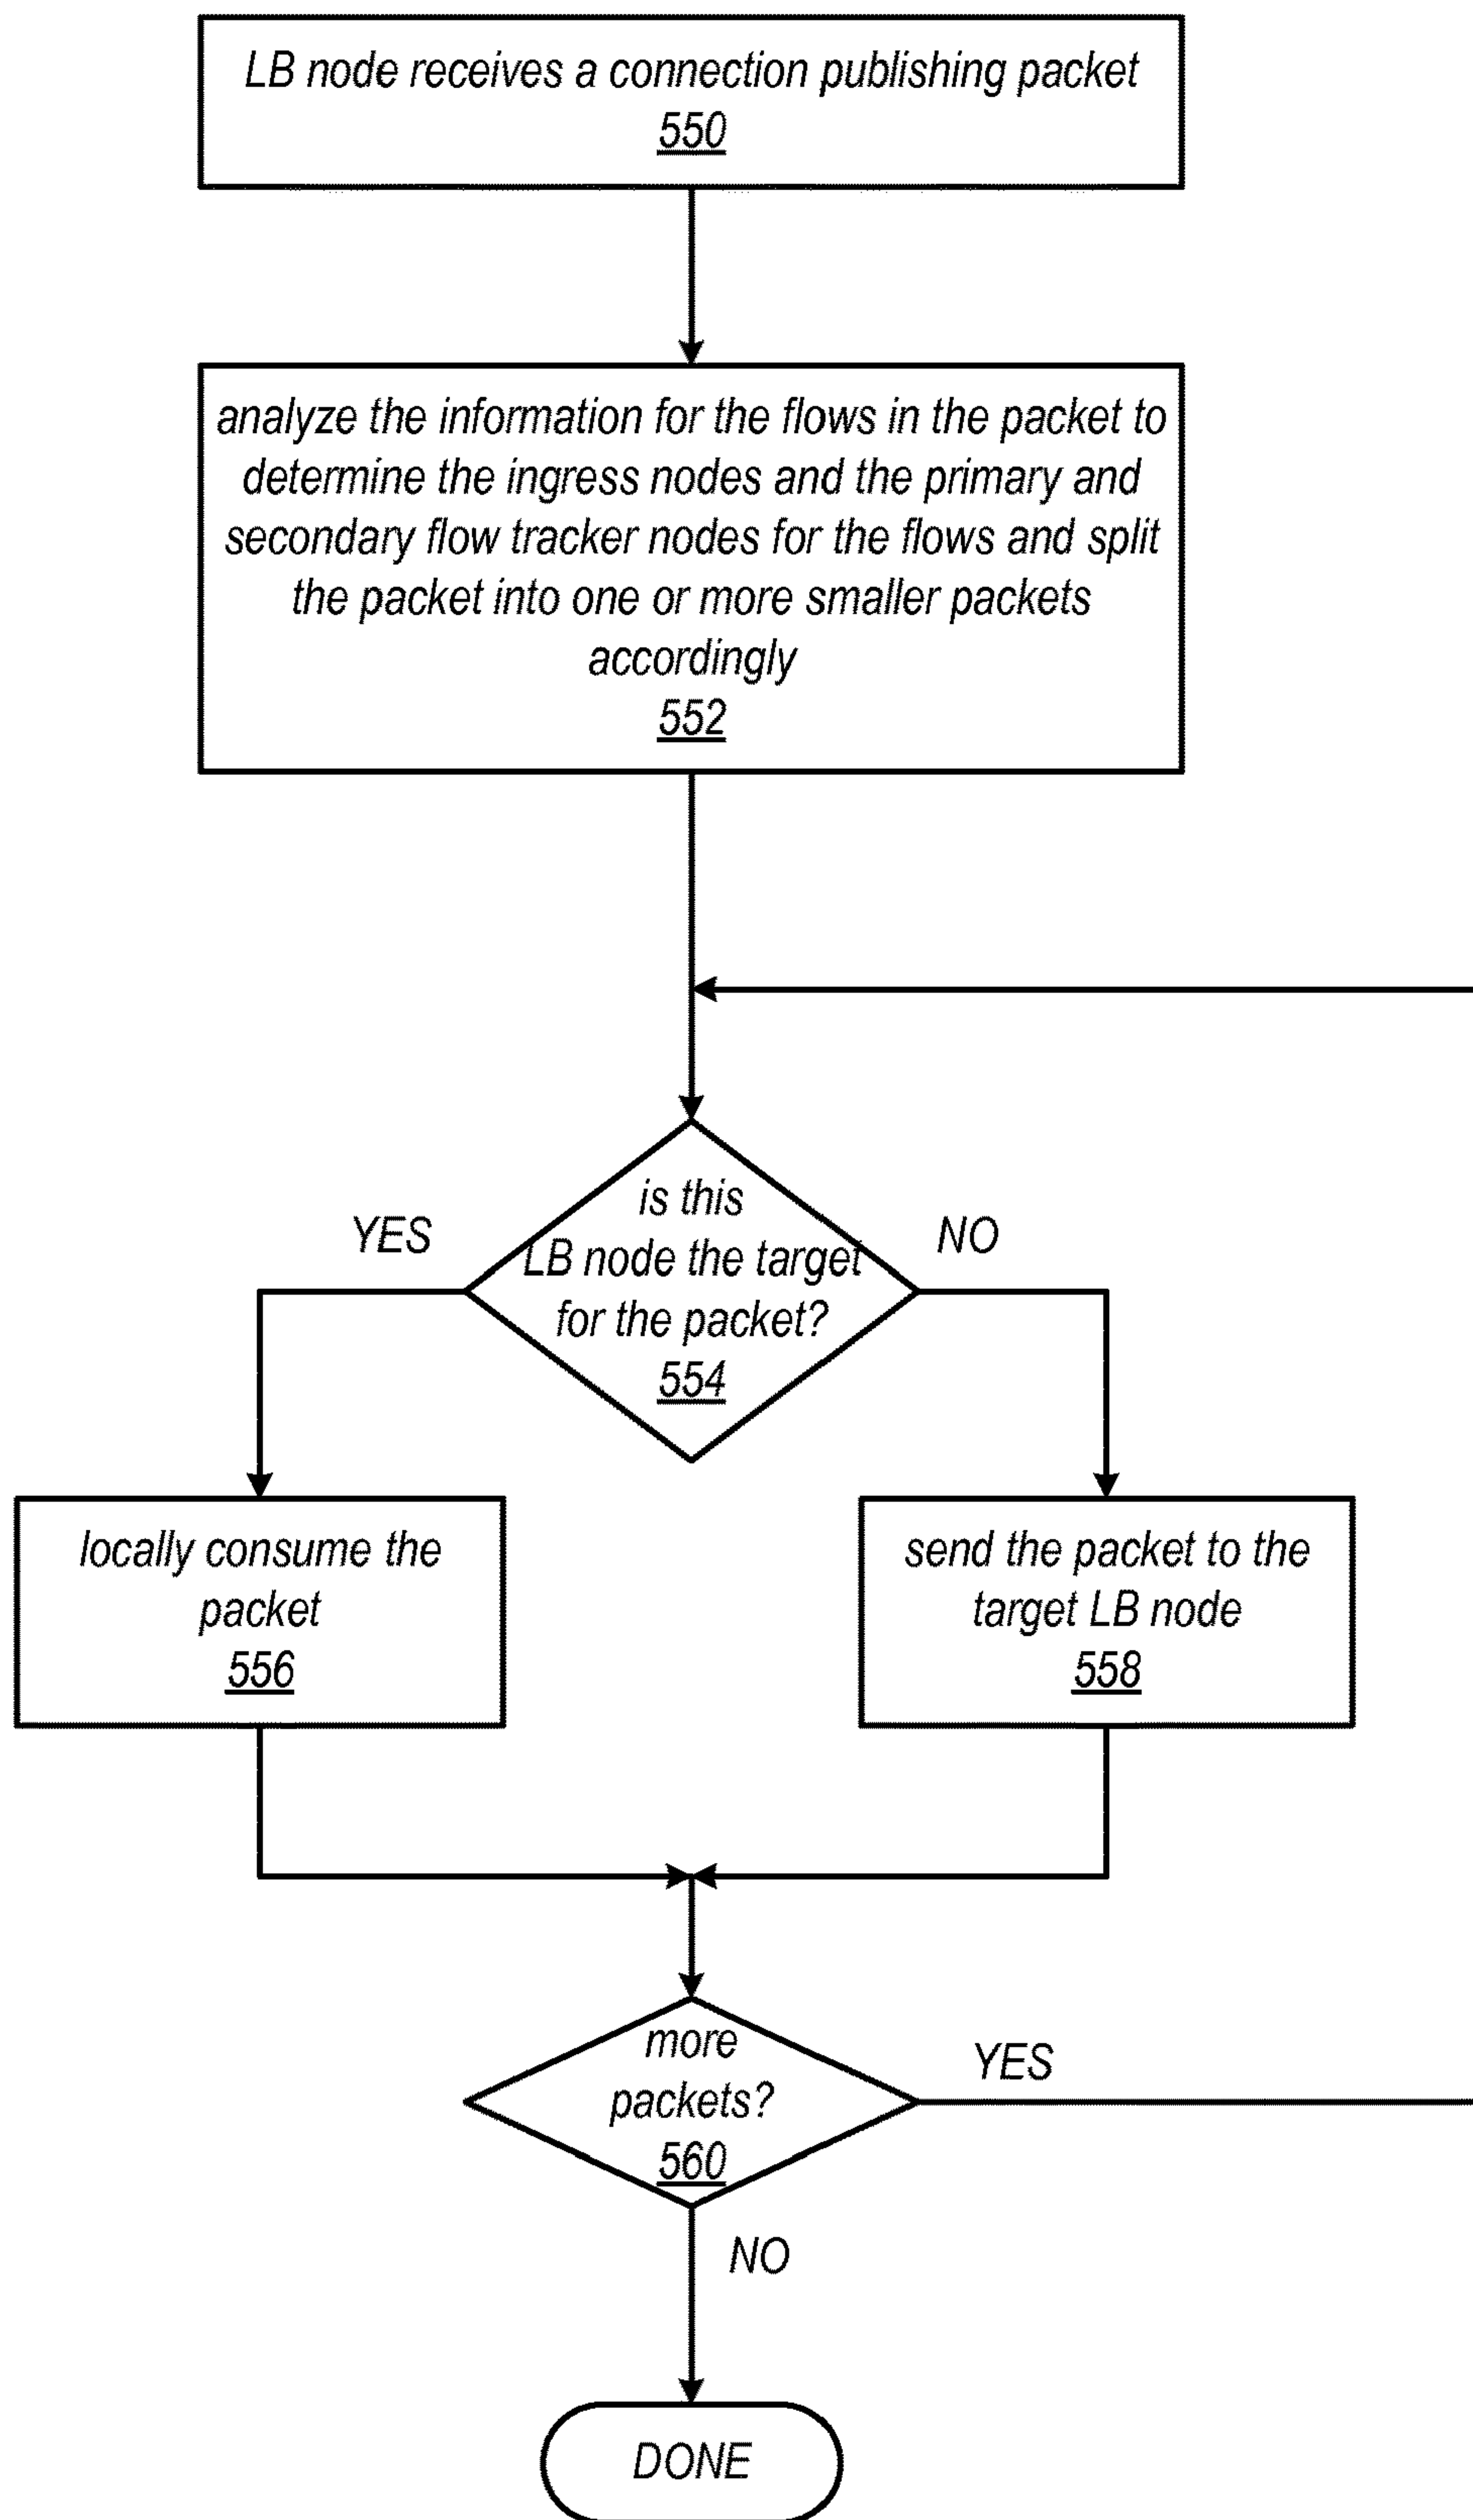 LB node receives a connection publishing packet
550
analyze the information for the flows in the packet to
determine the ingress nodes and the primary and
secondary flow tracker nodes for the flows and split
the packet into one or more smaller packets
accordingly
552
is this
LB node the target
for the packet?
554
YES
NO
locally consume the
packet
556
send the packet to the
target LB node
558
more
packets?
560
YES
NO
DONE